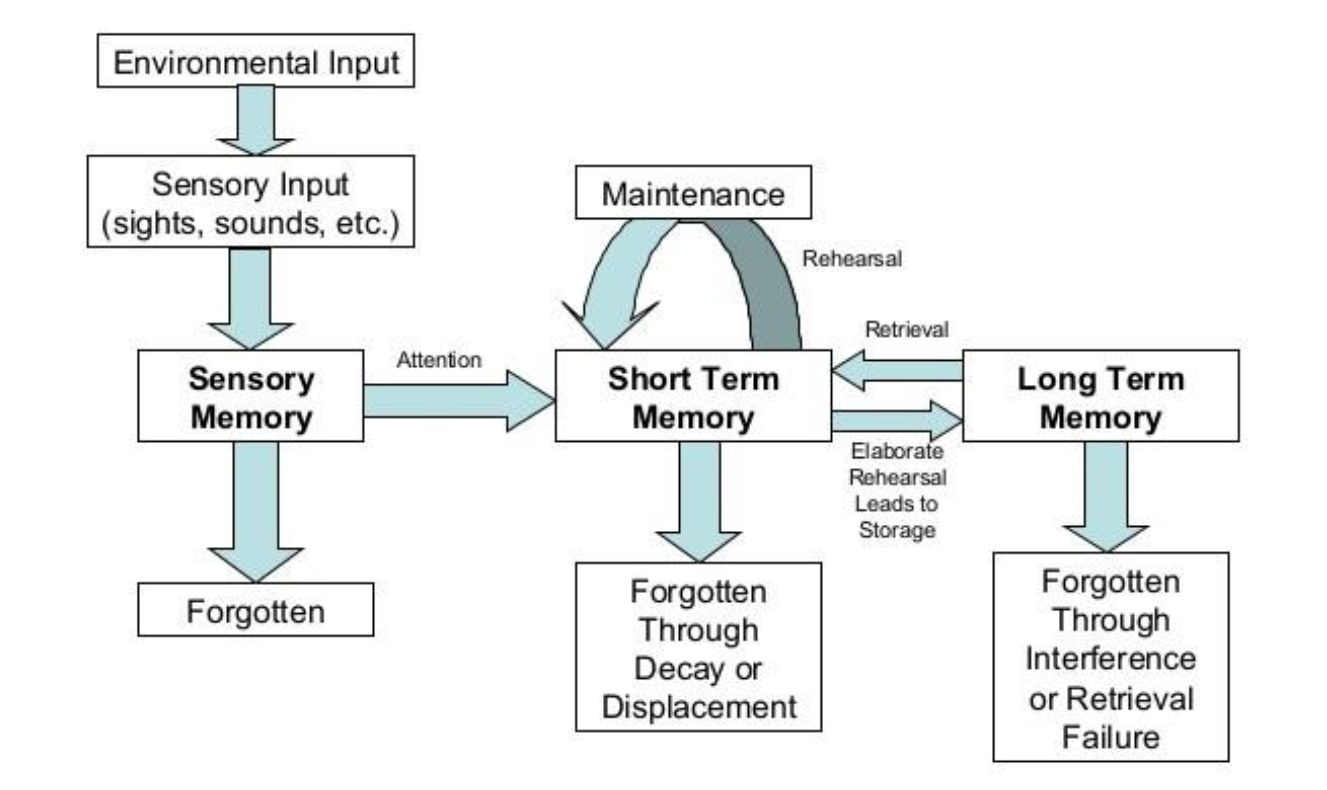 Environmental Input
Sensory Input
(sights, sounds, etc.)
Maintenance
Rehearsal
Retrieval
Attention
Sensory
Memory
Short Term
Memory
Long Term
Memory
Elaborate
Rehearsal
Leads to
Storage
Forgotten
Forgotten
Through
Decay or
Displacement
Forgotten
Through
Interference
or Retrieval
Failure